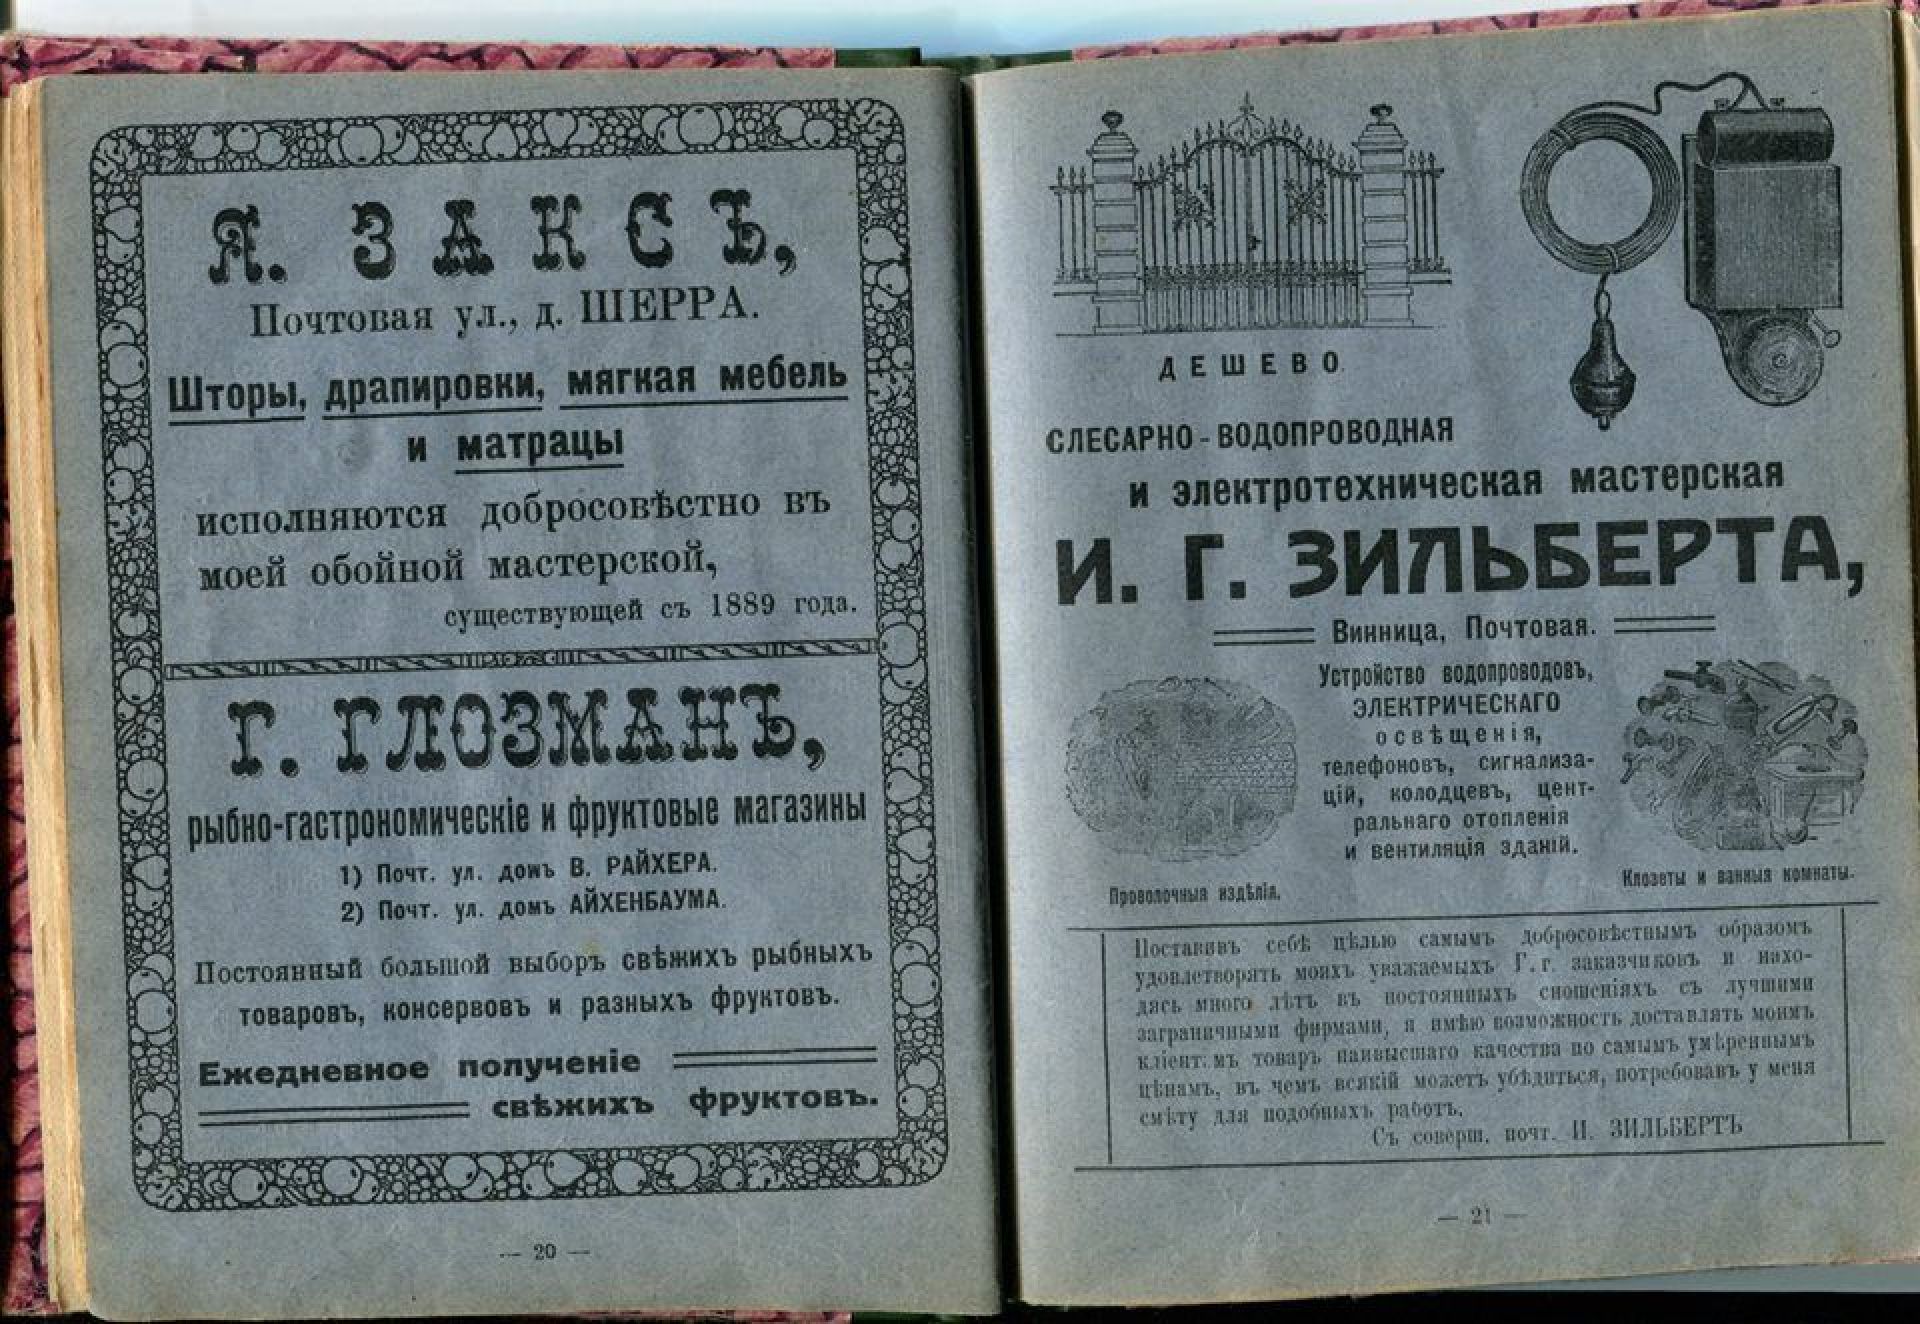 Я. ЗАКСЪ,
Почтовая ул., д. ШЕРРА.
Шторы, драпировки, мягкая мебель
и матрацы
исполняются добросовѣстно въ
моей обойной мастерской,
существующей съ 1889 года.
Г. ГЛОЗМАНЪ,
рыбно-гастрономическіе и фруктовые магазины
1) Почт. ул. домъ В. РАЙХЕРА.
2) Почт. ул. домъ АЙХЕНБАУМА.
Постоянный большой выборъ свѣжихъ рыбныхъ
товаровъ, консервовъ и разныхъ фруктовъ.
Ежедневное полученіе
свѣжихъ фруктовъ.
— 20 —
ДЕШЕВО
СЛЕСАРНО-ВОДОПРОВОДНАЯ
и электротехническая мастерская
И. Г. ЗИЛЬБЕРТА,
Винница, Почтовая.
Устройство водопроводовъ,
ЭЛЕКТРИЧЕСКАГО
освѣщенія,
телефоновъ, сигнализа-
цій, колодцевъ, цент-
ральнаго отопленія
и вентиляція зданій.
Проволочныя издѣлія.
Клозеты и ванныя комнаты.
Поставивъ себѣ цѣлью самымъ добросовѣстнымъ образомъ
удовлетворять моихъ уважаемыхъ Г.г. заказчиковъ и нахо-
дясь много лѣтъ въ постоянныхъ сношеніяхъ съ лучшими
заграничными фирмами, я имѣю возможность доставлять моимъ
кліент:мъ товаръ наивысшаго качества по самымъ умѣреннымъ
цѣнамъ, въ чемъ всякій можетъ убѣдиться, потребовавъ у меня
смѣту для подобныхъ работъ.
Съ соверш. почт. И. ЗИЛЬБЕРТЪ
— 21 —